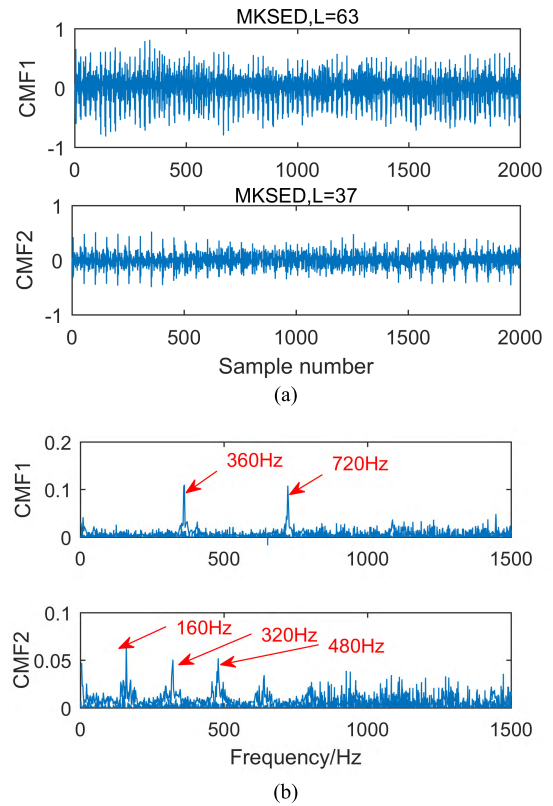 MKSED,L=63
1
0
-1
CMF1
0 500 1000 1500 2000
MKSED,L=37
1
0
-1
CMF2
0 500 1000 1500 2000
Sample number
(a)
0.2
0.1
0
CMF1
360Hz 720Hz
0 500 1000 1500
0.1
0.05
0
CMF2
160Hz 320Hz 480Hz
0 500 1000 1500
Frequency/Hz
(b)